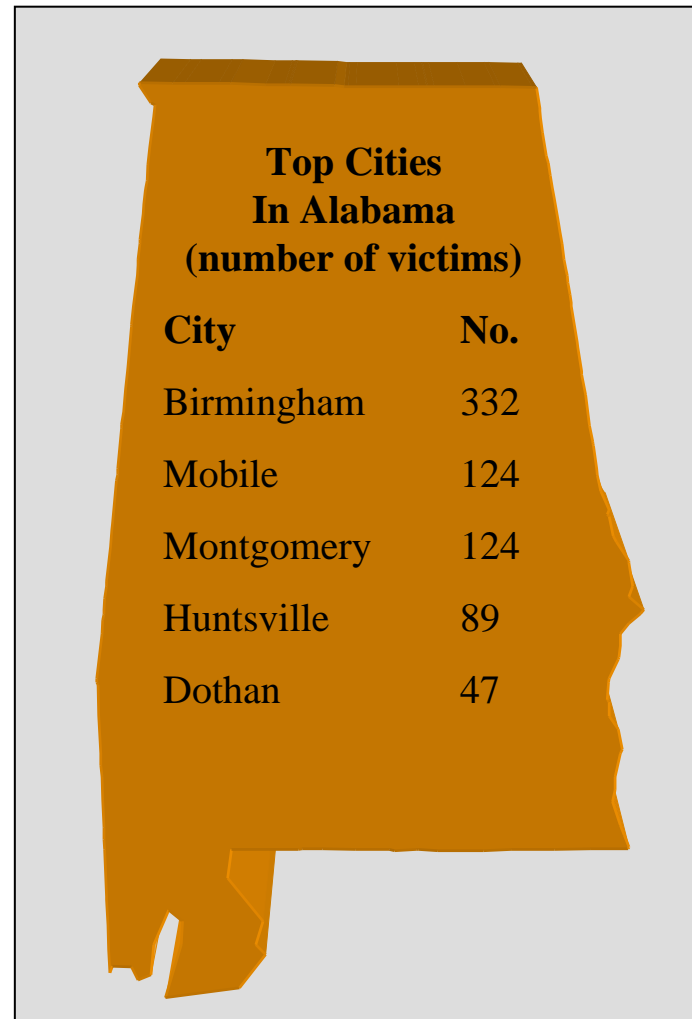 Top Cities
In Alabama
(number of victims)
City No.
Birmingham 332
Mobile 124
Montgomery 124
Huntsville 89
Dothan 47